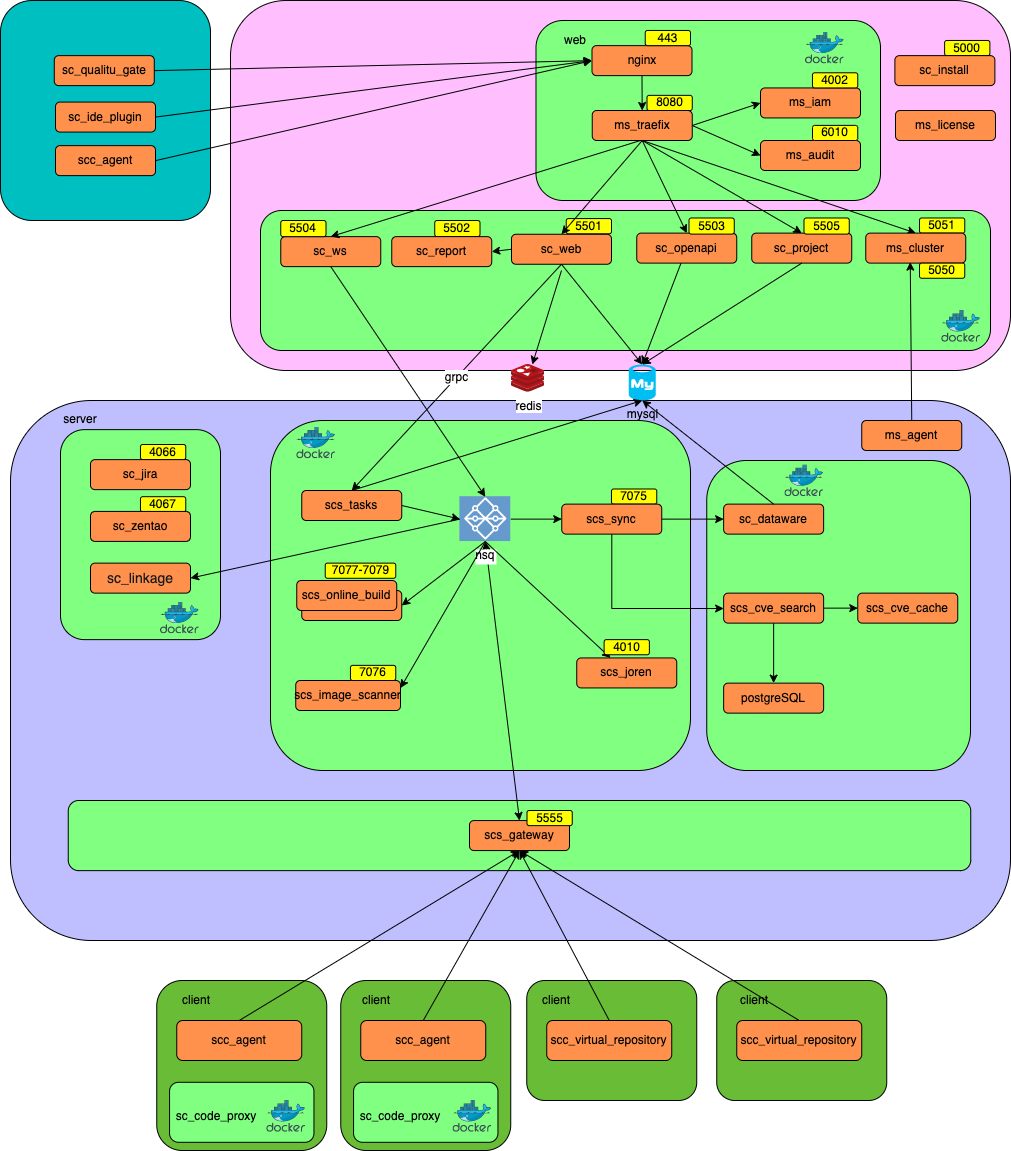 443
web
nginx
docker
5000
sc_install
sc_qualitu_gate
4002
ms_iam
8080
ms_traefix
sc_ide_plugin
ms_license
6010
ms_audit
scc_agent
5504
sc_ws
5502
sc_report
5501
sc_web
5503
sc_openapi
5505
sc_project
5051
ms_cluster
5050
docker
grpc
redis
My
mysql
server
ms_agent
docker
4066
sc_jira
4067
sc_zentao
sc_linkage
docker
scs_tasks
nsq
7075
scs_sync
docker
sc_dataware
7077-7079
scs_online_build
scs_cve_search
scs_cve_cache
7076
scs_image_scanner
4010
scs_joren
postgreSQL
5555
scs_gateway
client
scc_agent
sc_code_proxy
docker
client
scc_agent
sc_code_proxy
docker
client
scc_virtual_repository
client
scc_virtual_repository